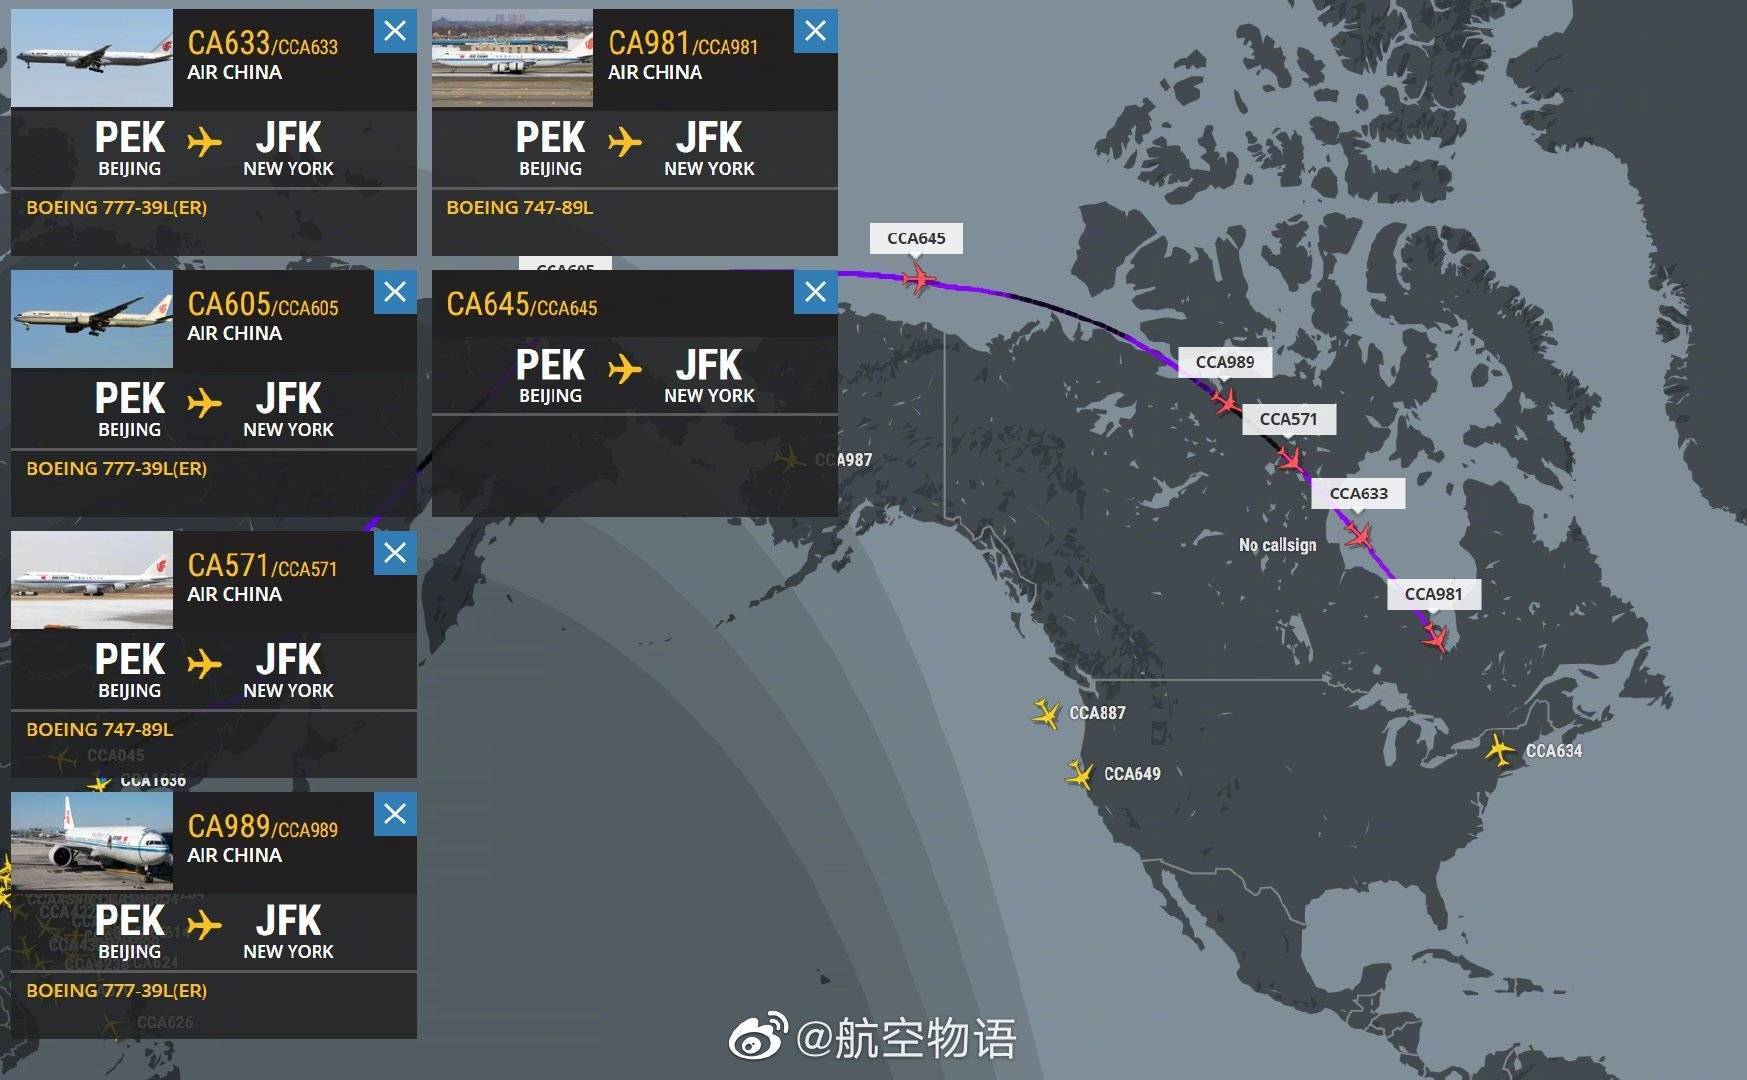 CA633/CCA633
AIR CHINA
PEK JFK
BEIJING NEW YORK
BOEING 777-39L(ER)
CA981/CCA981
AIR CHINA
PEK JFK
BEIJING NEW YORK
BOEING 747-89L
CA605/CCA605
AIR CHINA
PEK JFK
BEIJING NEW YORK
BOEING 777-39L(ER)
CCA605
CA645/CCA645
PEK JFK
BEIJING NEW YORK
CA571/CCA571
AIR CHINA
PEK JFK
BEIJING NEW YORK
BOEING 747-89L
CCA045
CCA1636
CA989/CCA989
AIR CHINA
PEK JFK
BEIJING NEW YORK
BOEING 777-39L(ER)
CCA626
CCA645
CCA989
CCA571
CCA987
CCA633
No callsign
CCA981
CCA887
CCA634
CCA649
@航空物语